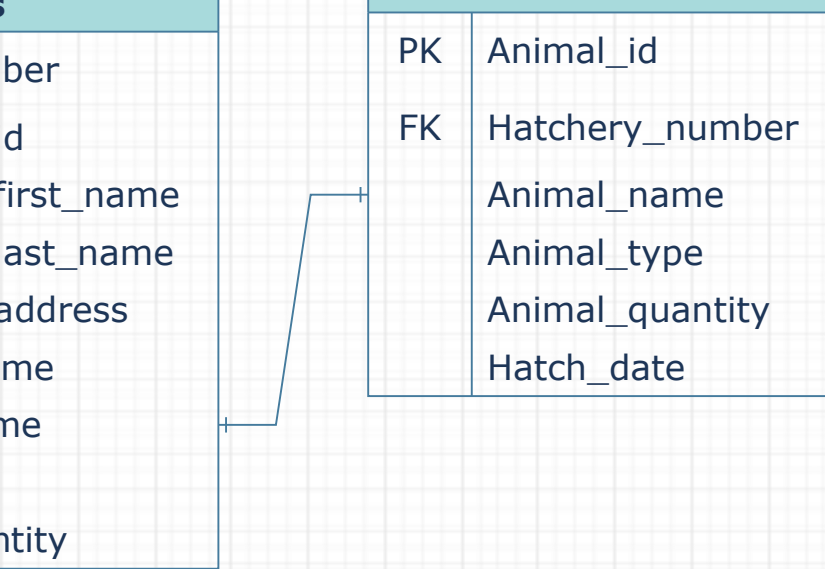 s
ber
d
first_name
ast_name
address
me
me
ntity
PK Animal_id
FK Hatchery_number
Animal_name
Animal_type
Animal_quantity
Hatch_date